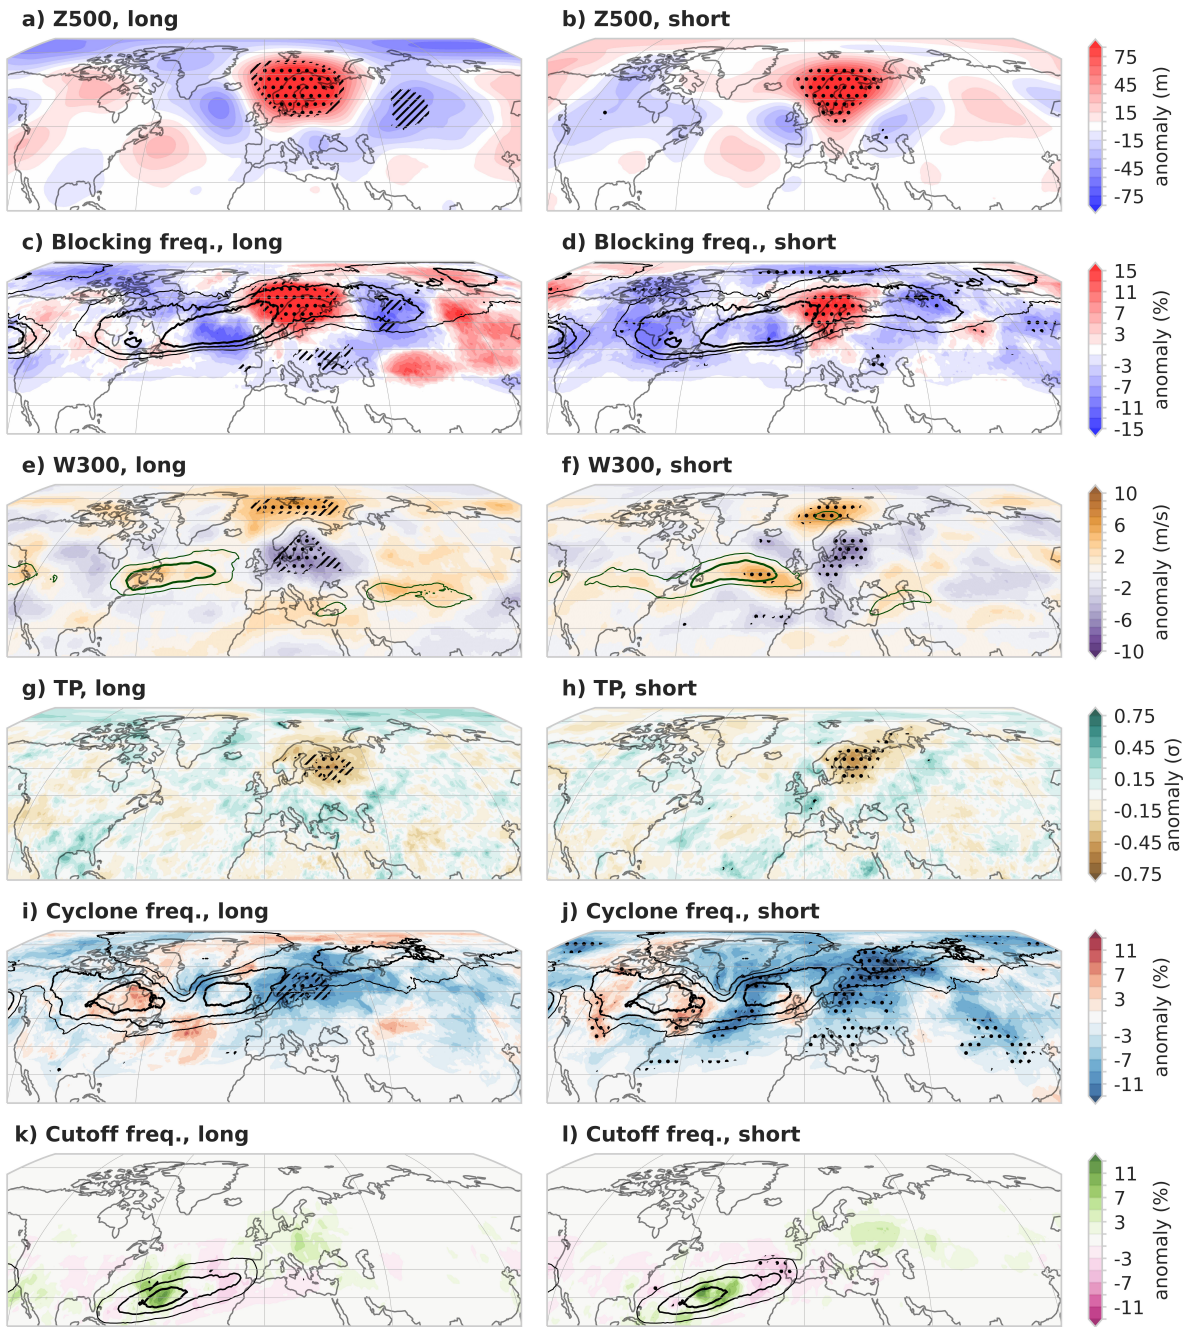 a) Z500, long
b) Z500, short
75
45
15
-15
-45
-75
anomaly (m)
c) Blocking freq., long
d) Blocking freq., short
15
11
7
3
-3
-7
-11
-15
anomaly (%)
e) W300, long
f) W300, short
10
6
2
-2
-6
-10
anomaly (m/s)
g) TP, long
h) TP, short
0.75
0.45
0.15
-0.15
-0.45
-0.75
anomaly (σ)
i) Cyclone freq., long
j) Cyclone freq., short
11
7
3
-3
-7
-11
anomaly (%)
k) Cutoff freq., long
l) Cutoff freq., short
11
7
3
-3
-7
-11
anomaly (%)